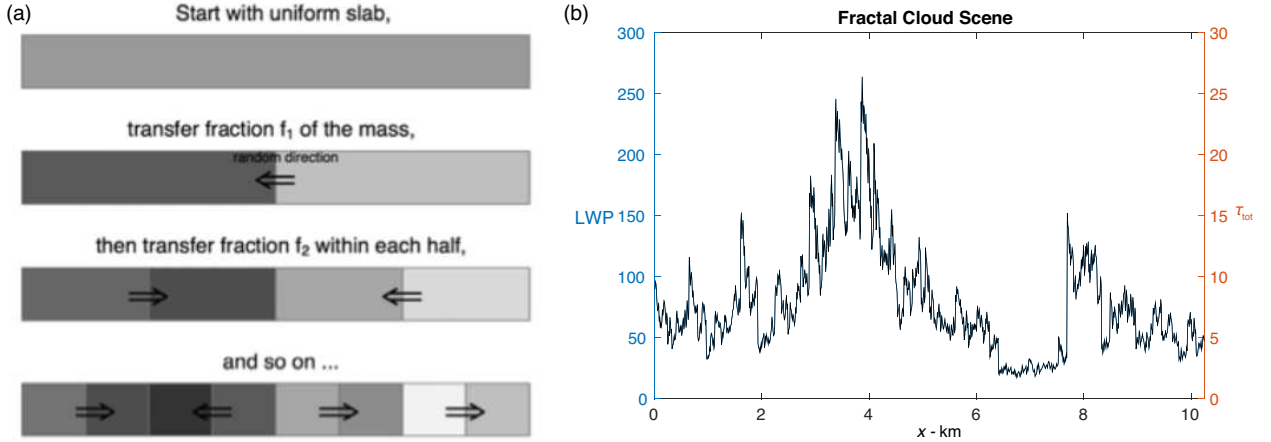 (a)
Start with uniform slab,
transfer fraction f₁ of the mass,
random direction
then transfer fraction f₂ within each half,
and so on ...
(b)
Fractal Cloud Scene
300
250
200
150
100
50
0
LWP
30
25
20
15
10
5
0
τtot
0 2 4 6 8 10
x - km